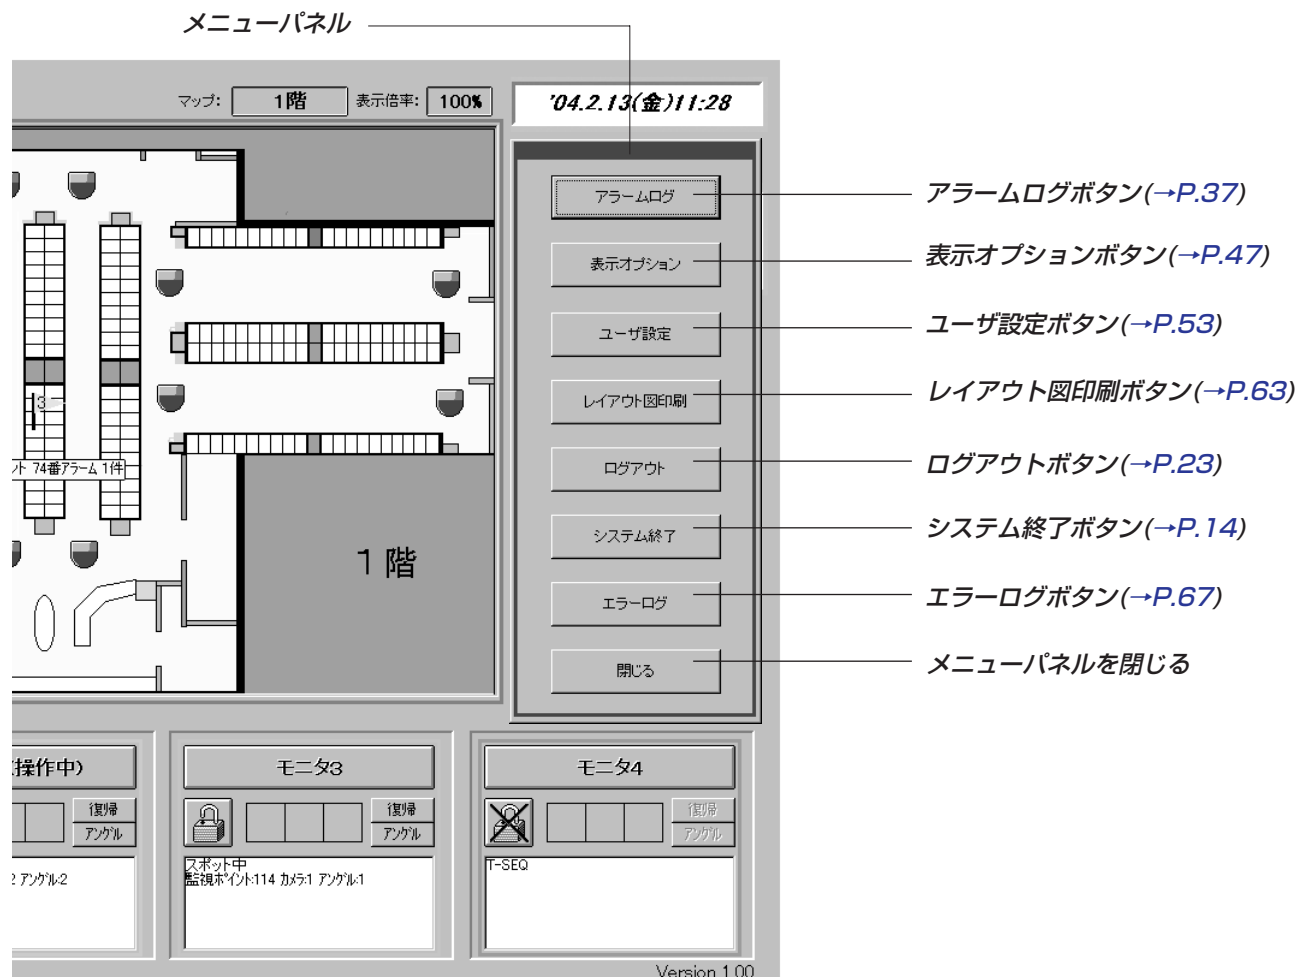 メニューパネル
マップ: 1階 表示倍率: 100%
'04.2.13(金)11:28
アラームログ
アラームログボタン(→P.37)
表示オプション
表示オプションボタン(→P.47)
ユーザ設定
ユーザ設定ボタン(→P.53)
レイアウト図印刷
レイアウト図印刷ボタン(→P.63)
ログアウト
ログアウトボタン(→P.23)
システム終了
システム終了ボタン(→P.14)
エラーログ
エラーログボタン(→P.67)
閉じる
メニューパネルを閉じる
3
ント 74番アラーム 1件
1階
操作中)
復帰
アングル
2 アングル:2
モニタ3
復帰
アングル
スポット中
監視ポイント:114 カメラ:1 アングル:1
モニタ4
復帰
アングル
T-SEQ
Version 1.00